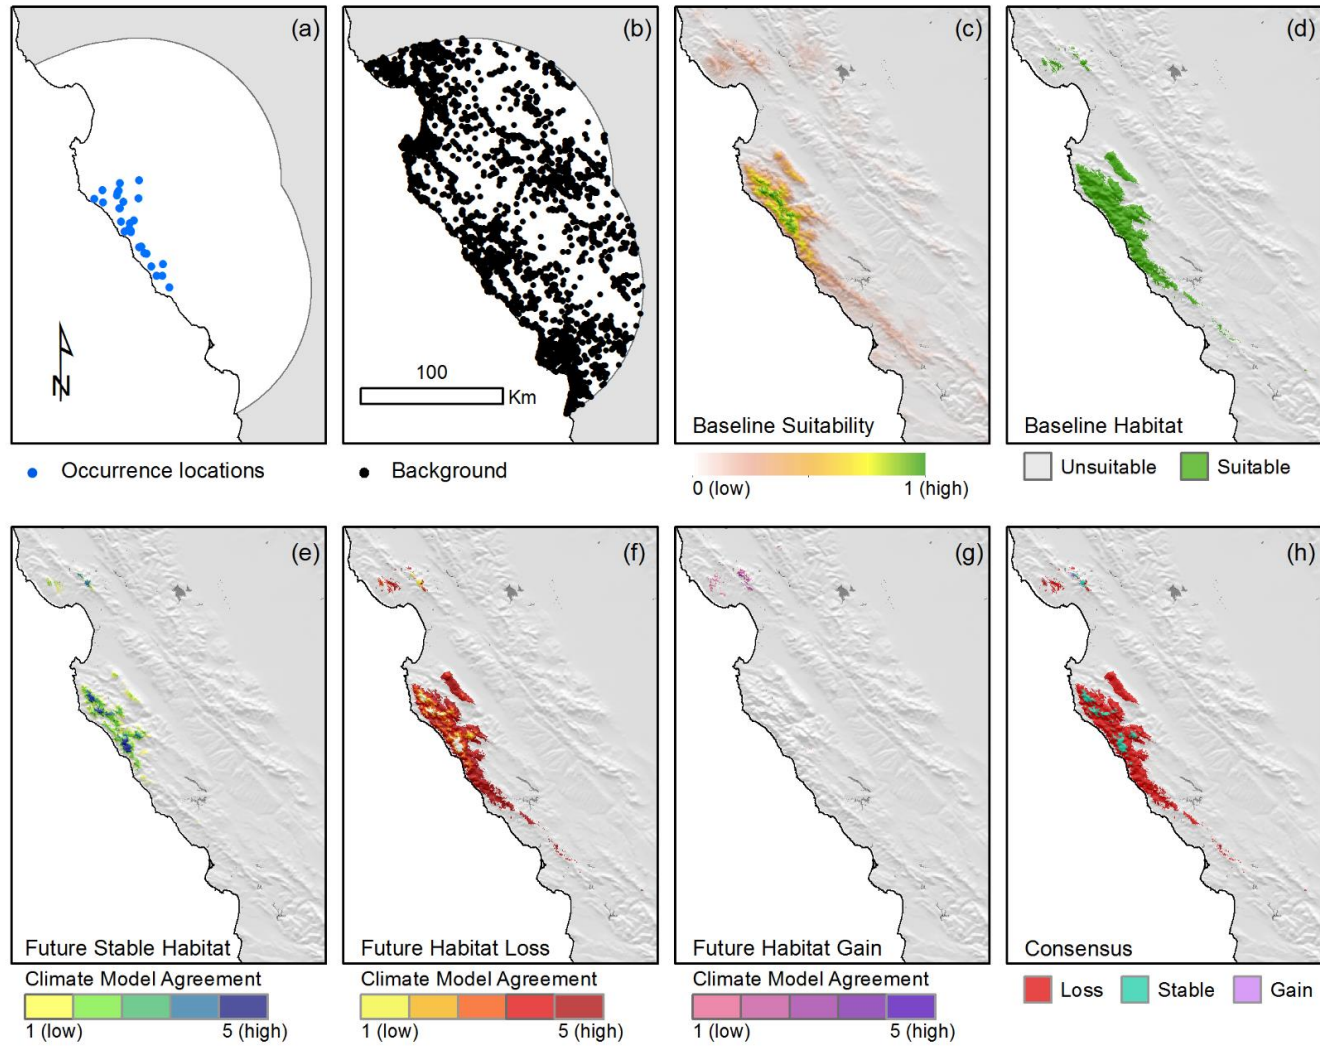 (a)
(b)
(c)
(d)
N
100
Km
Baseline Suitability
Baseline Habitat
Occurrence locations
Background
0 (low)
1 (high)
Unsuitable
Suitable
(e)
(f)
(g)
(h)
Future Stable Habitat
Future Habitat Loss
Future Habitat Gain
Consensus
Climate Model Agreement
1 (low)
5 (high)
Climate Model Agreement
1 (low)
5 (high)
Climate Model Agreement
1 (low)
5 (high)
Loss
Stable
Gain